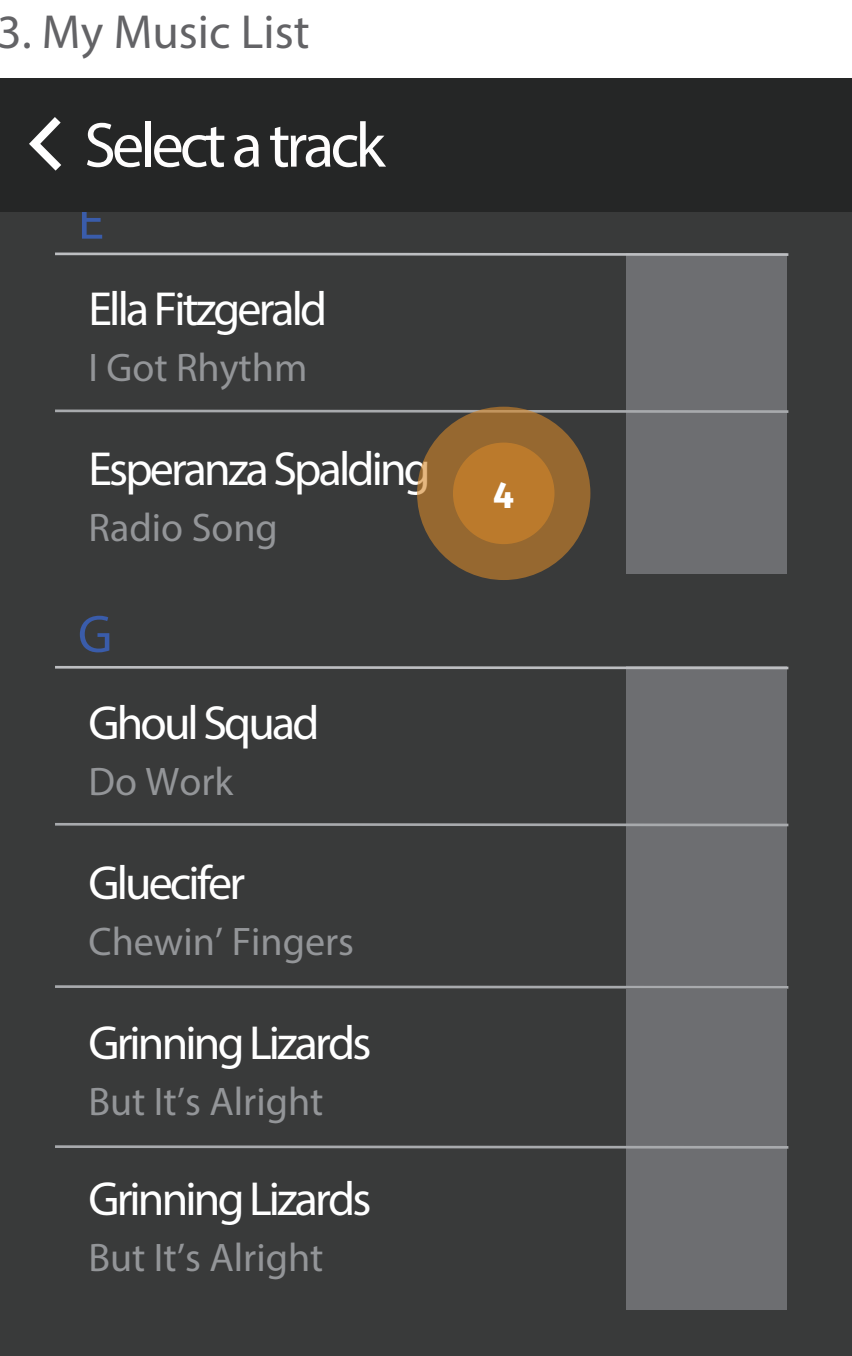 3. My Music List
Select a track
E
Ella Fitzgerald
I Got Rhythm
Esperanza Spalding
4
Radio Song
G
Ghoul Squad
Do Work
Gluecifer
Chewin’ Fingers
Grinning Lizards
But It’s Alright
Grinning Lizards
But It’s Alright